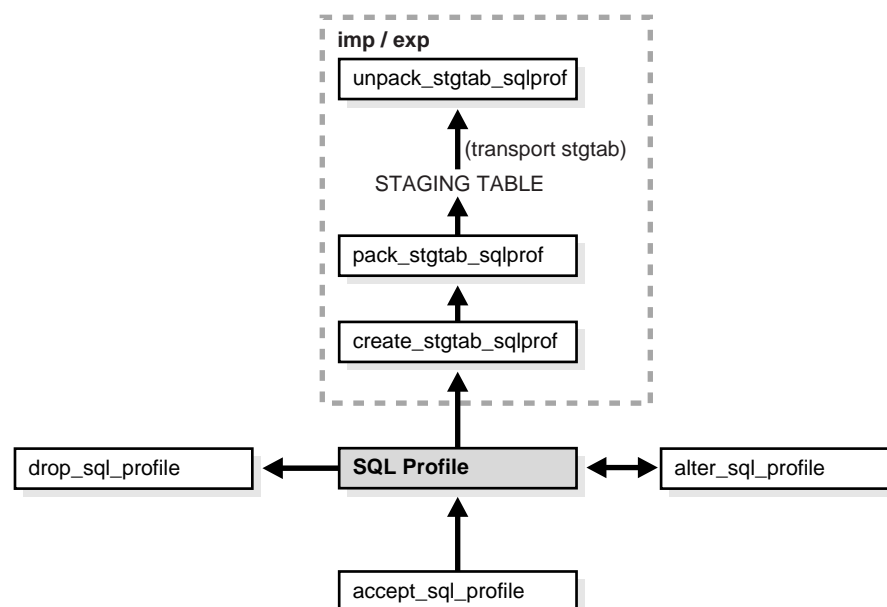 imp / exp
unpack_stgtab_sqlprof
(transport stgtab)
STAGING TABLE
pack_stgtab_sqlprof
create_stgtab_sqlprof
drop_sql_profile
SQL Profile
alter_sql_profile
accept_sql_profile